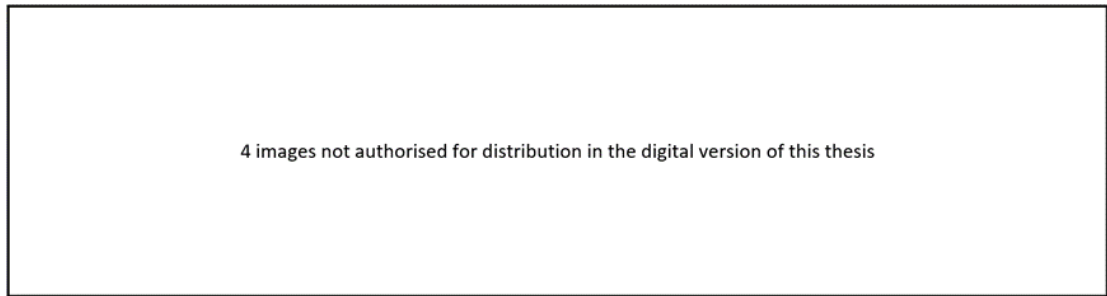 4 images not authorised for distribution in the digital version of this thesis